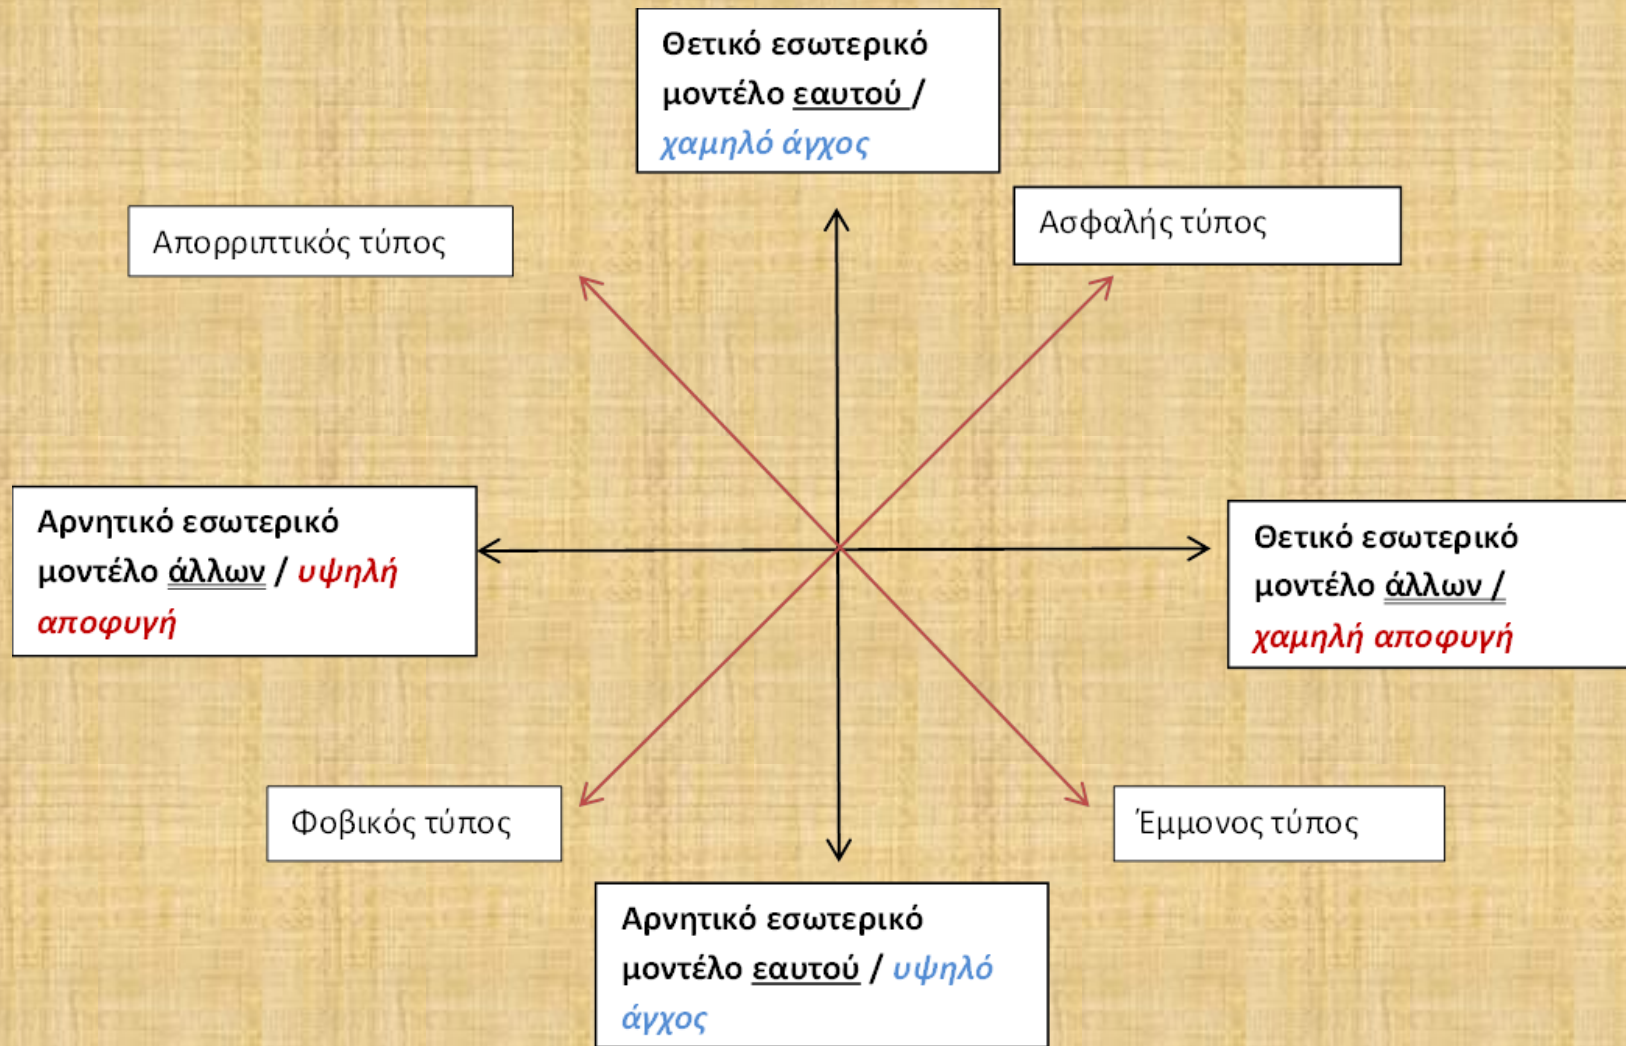 Θετικό εσωτερικό
μοντέλο εαυτού /
χαμηλό άγχος
Απορριπτικός τύπος
Ασφαλής τύπος
Αρνητικό εσωτερικό
μοντέλο άλλων / υψηλή
αποφυγή
Θετικό εσωτερικό
μοντέλο άλλων /
χαμηλή αποφυγή
Φοβικός τύπος
Έμμονος τύπος
Αρνητικό εσωτερικό
μοντέλο εαυτού / υψηλό
άγχος